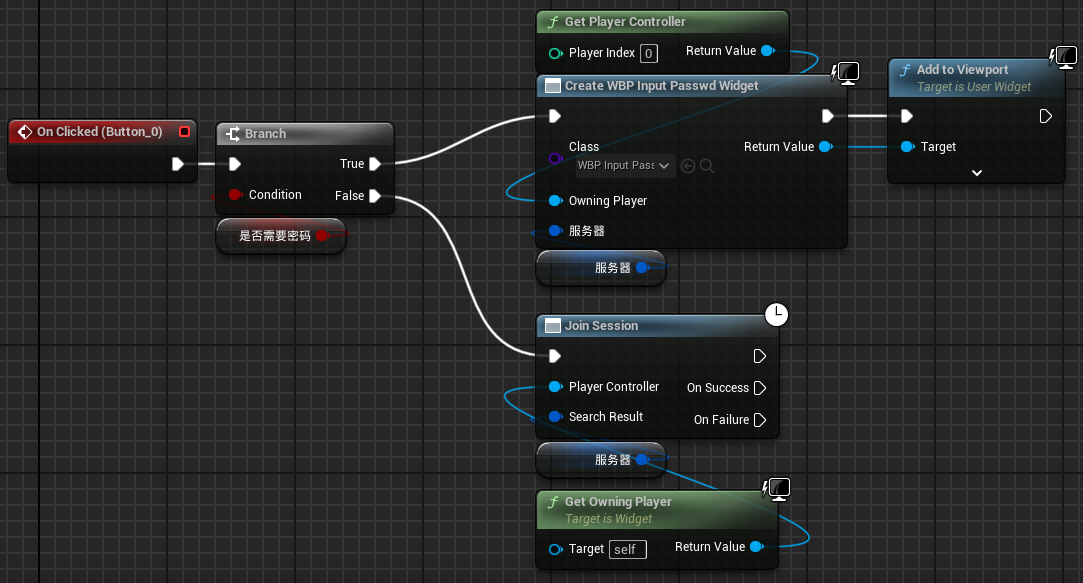 Get Player Controller
Player Index 0 Return Value
Create WBP Input Passwd Widget
Add to Viewport
Target is User Widget
On Clicked (Button_0)
Branch
True
Class
Return Value
Target
WBP Input Pass
Condition
False
Owning Player
服务器
是否需要密码
服务器
Join Session
Player Controller
On Success
Search Result
On Failure
服务器
Get Owning Player
Target is Widget
Target self Return Value